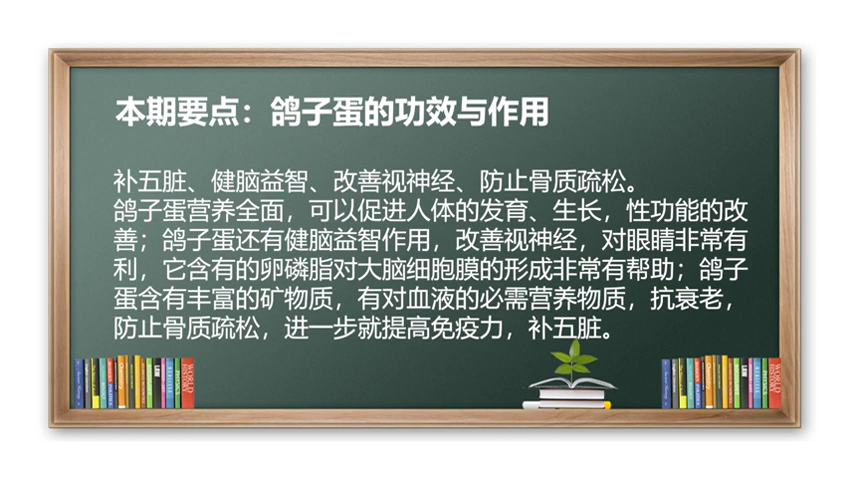 本期要点：鸽子蛋的功效与作用
补五脏、健脑益智、改善视神经、防止骨质疏松。
鸽子蛋营养全面，可以促进人体的发育、生长，性功能的改
善；鸽子蛋还有健脑益智作用，改善视神经，对眼睛非常有
利，它含有的卵磷脂对大脑细胞膜的形成非常有帮助；鸽子
蛋含有丰富的矿物质，有对血液的必需营养物质，抗衰老，
防止骨质疏松，进一步就提高免疫力，补五脏。
WORLD HISTORY
WORLD HISTORY